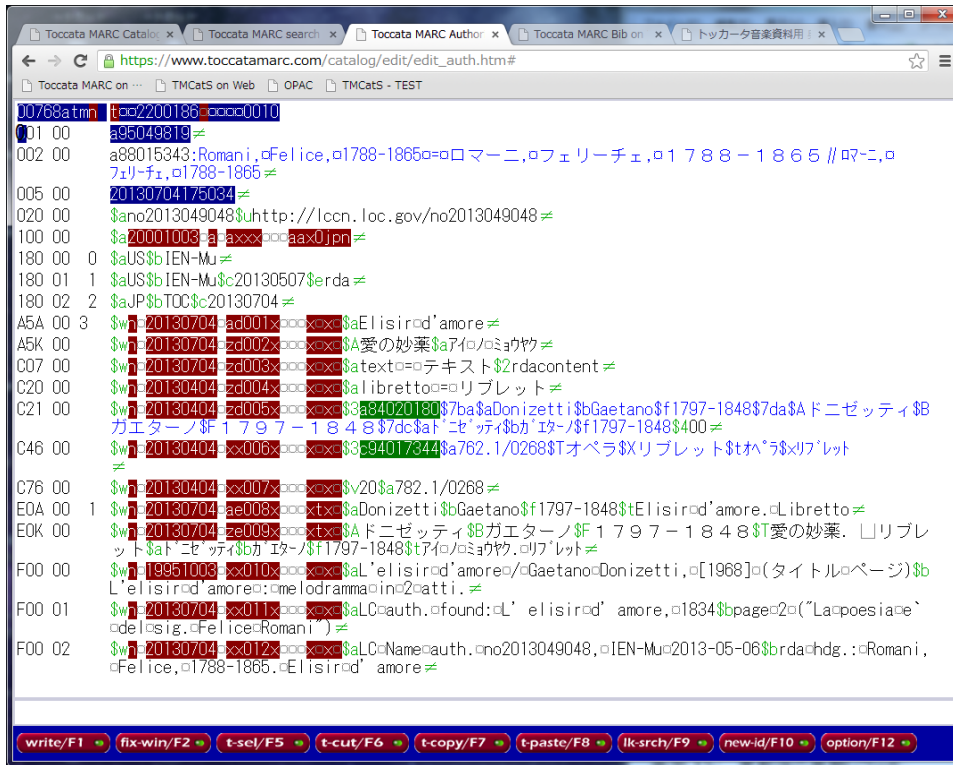 Toccata MARC Catalog
Toccata MARC search
Toccata MARC Author
Toccata MARC Bib on
トッカータ音楽資料用
https://www.toccatamarc.com/catalog/edit/edit_auth.htm#
Toccata MARC on ...
TMCatS on Web
OPAC
TMCatS - TEST
00768atmn t□□2200186□□□□□0010
001 00 a95049819≠
002 00 a88015343:Romani,□Felice,□1788-1865□=□ロマーニ,□フェリーチェ,□１７８８－１８６５∥ロマーニ,□
フェリーチェ,□1788-1865≠
005 00 20130704175034≠
020 00 $ano2013049048$uhttp://lccn.loc.gov/no2013049048≠
100 00 $a20001003□a□axxx□□□aax0jpn≠
180 00 0 $aUS$bIEN-Mu≠
180 01 1 $aUS$bIEN-Mu$c20130507$erda≠
180 02 2 $aJP$bTOC$c20130704≠
A5A 00 3 $wn□20130704□ad001x□□□x□x□$aElisir□d'amore≠
A5K 00 $wn□20130704□zd002x□□□x□x□$A愛の妙薬$aアイ□ノ□ミョウヤク≠
C07 00 $wn□20130704□zd003x□□□x□x□$atext□=□テキスト$2rdacontent≠
C20 00 $wn□20130404□zd004x□□□x□x□$alibretto□=□リブレット≠
C21 00 $wn□20130404□zd005x□□□x□x□$3a84020180$7ba$aDonizetti$bGaetano$f1797-1848$7da$Aドニゼッティ$B
ガエターノ$F１７９７－１８４８$7dc$aドニゼッティ$bガエターノ$f1797-1848$400≠
C46 00 $wn□20130404□xx006x□□□x□x□$3c94017344$a762.1/0268$Tオペラ$Xリブレット$tオペラ$xリブレット
≠
C76 00 $wn□20130404□xx007x□□□x□x□$v20$a782.1/0268≠
E0A 00 1 $wn□20130404□ae008x□□□xtx□$aDonizetti$bGaetano$f1797-1848$tElisir□d'amore.□Libretto≠
E0K 00 $wn□20130404□ze009x□□□xtx□$Aドニゼッティ$Bガエターノ$F１７９７－１８４８$T愛の妙薬．␣リブレ
ット$aドニゼッティ$bガエターノ$f1797-1848$tアイ□ノ□ミョウヤク.□リブレット≠
F00 00 $wn□19951003□xx010x□□□x□x□$aL'elisir□d'amore□/□Gaetano□Donizetti,□[1968]□(タイトル□ページ)$b
L'elisir□d'amore□:□melodramma□in□2□atti.≠
F00 01 $wn□20130704□xx011x□□□x□x□$aLC□auth.□found:□L’elisir□d’amore,□1834$bpage□2□("La□poesia□e`
□del□sig.□Felice□Romani")≠
F00 02 $wn□20130704□xx012x□□□x□x□$aLC□Name□auth.□no2013049048,□IEN-Mu□2013-05-06$brda□hdg.:□Romani,
□Felice,□1788-1865.□Elisir□d’amore≠
write/F1
fix-win/F2
t-sel/F5
t-cut/F6
t-copy/F7
t-paste/F8
lk-srch/F9
new-id/F10
option/F12